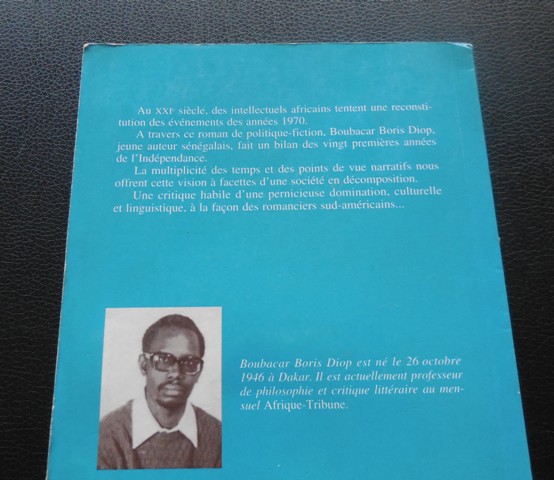 Au XXIe siècle, des intellectuels africains tentent une reconsti-
tution des événements des années 1970.
A travers ce roman de politique-fiction, Boubacar Boris Diop,
jeune auteur sénégalais, fait un bilan des vingt premières années
de l'Indépendance.
La multiplicité des temps et des points de vue narratifs nous
offrent cette vision à facettes d'une société en décomposition.
Une critique habile d'une pernicieuse domination, culturelle
et linguistique, à la façon des romanciers sud-américains...
Boubacar Boris Diop est né le 26 octobre
1946 à Dakar. Il est actuellement professeur
de philosophie et critique littéraire au men-
suel Afrique-Tribune.